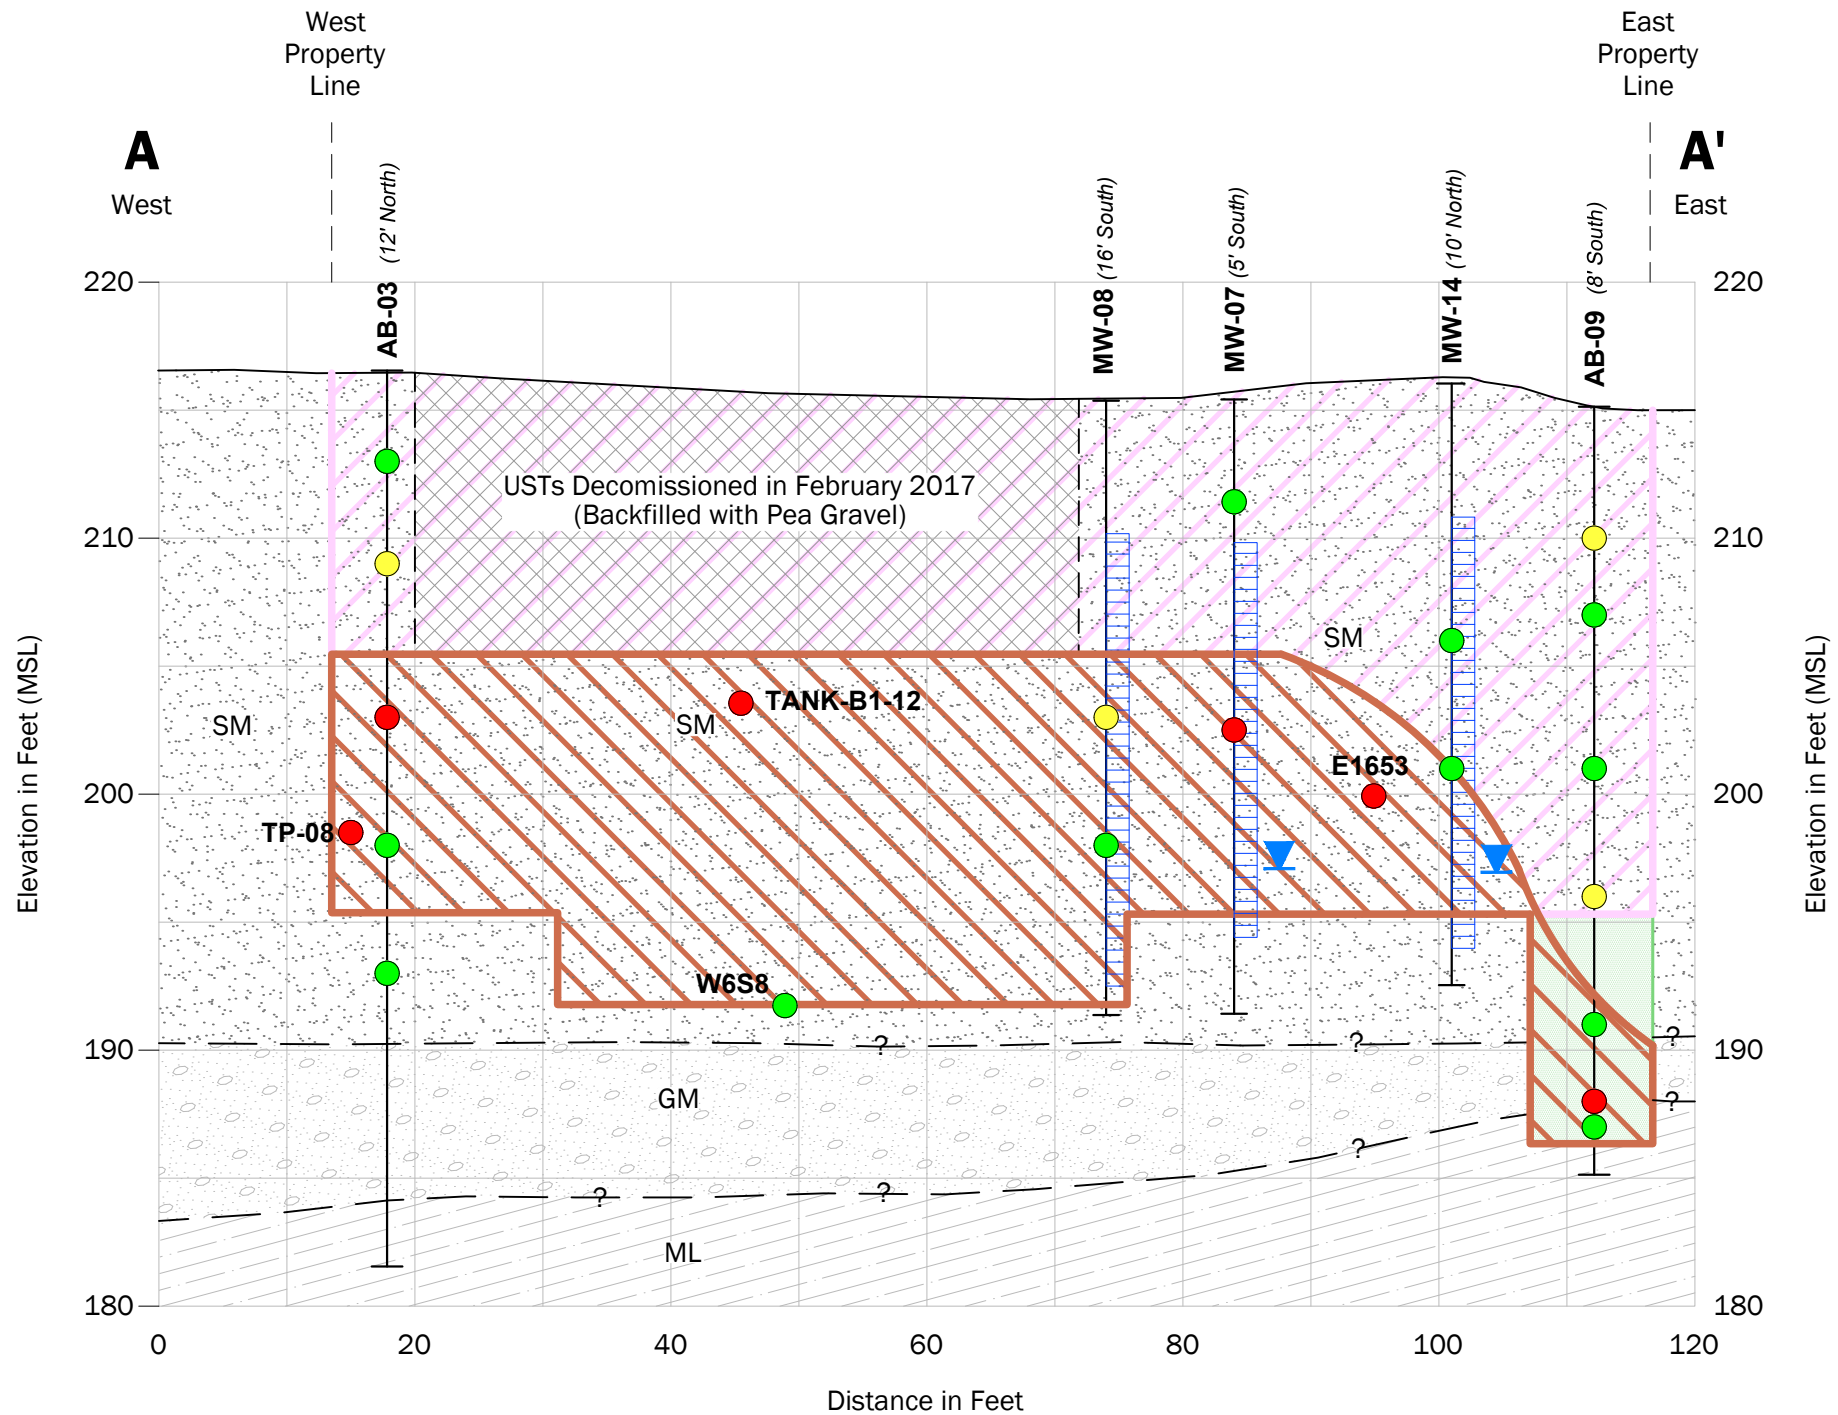 West
Property
Line
East
Property
Line
A
A'
West
East
AB-03 (12' North)
MW-08 (16' South)
MW-07 (5' South)
MW-14 (10' North)
AB-09 (8' South)
220
220
USTs Decomissioned in February 2017
(Backfilled with Pea Gravel)
210
210
SM
TANK-B1-12
SM
SM
E1653
200
200
TP-08
W6S8
?
?
?
190
190
GM
?
?
?
?
ML
180
180
0
20
40
60
80
100
120
Distance in Feet
Elevation in Feet (MSL)
Elevation in Feet (MSL)